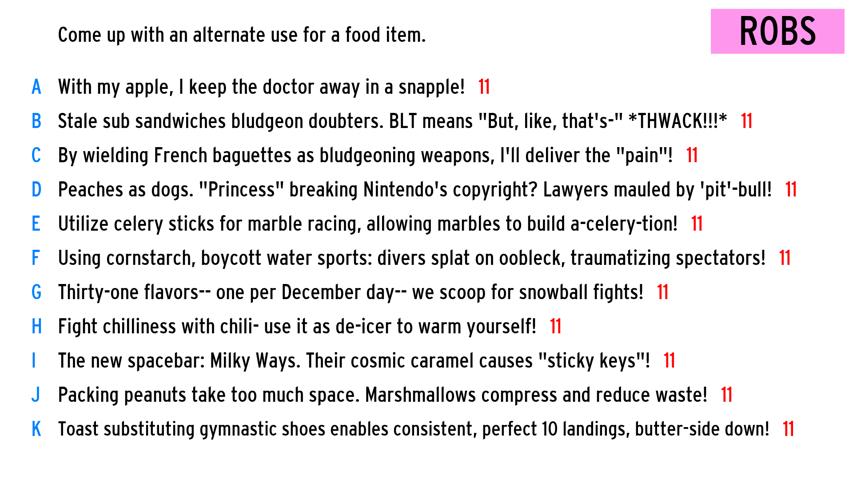 Come up with an alternate use for a food item.
ROBS
A With my apple, I keep the doctor away in a snapple! 11
B Stale sub sandwiches bludgeon doubters. BLT means "But, like, that's-" *THWACK!!!* 11
C By wielding French baguettes as bludgeoning weapons, I'll deliver the "pain"! 11
D Peaches as dogs. "Princess" breaking Nintendo's copyright? Lawyers mauled by 'pit'-bull! 11
E Utilize celery sticks for marble racing, allowing marbles to build a-celery-tion! 11
F Using cornstarch, boycott water sports: divers splat on oobleck, traumatizing spectators! 11
G Thirty-one flavors-- one per December day-- we scoop for snowball fights! 11
H Fight chilliness with chili- use it as de-icer to warm yourself! 11
I The new spacebar: Milky Ways. Their cosmic caramel causes "sticky keys"! 11
J Packing peanuts take too much space. Marshmallows compress and reduce waste! 11
K Toast substituting gymnastic shoes enables consistent, perfect 10 landings, butter-side down! 11